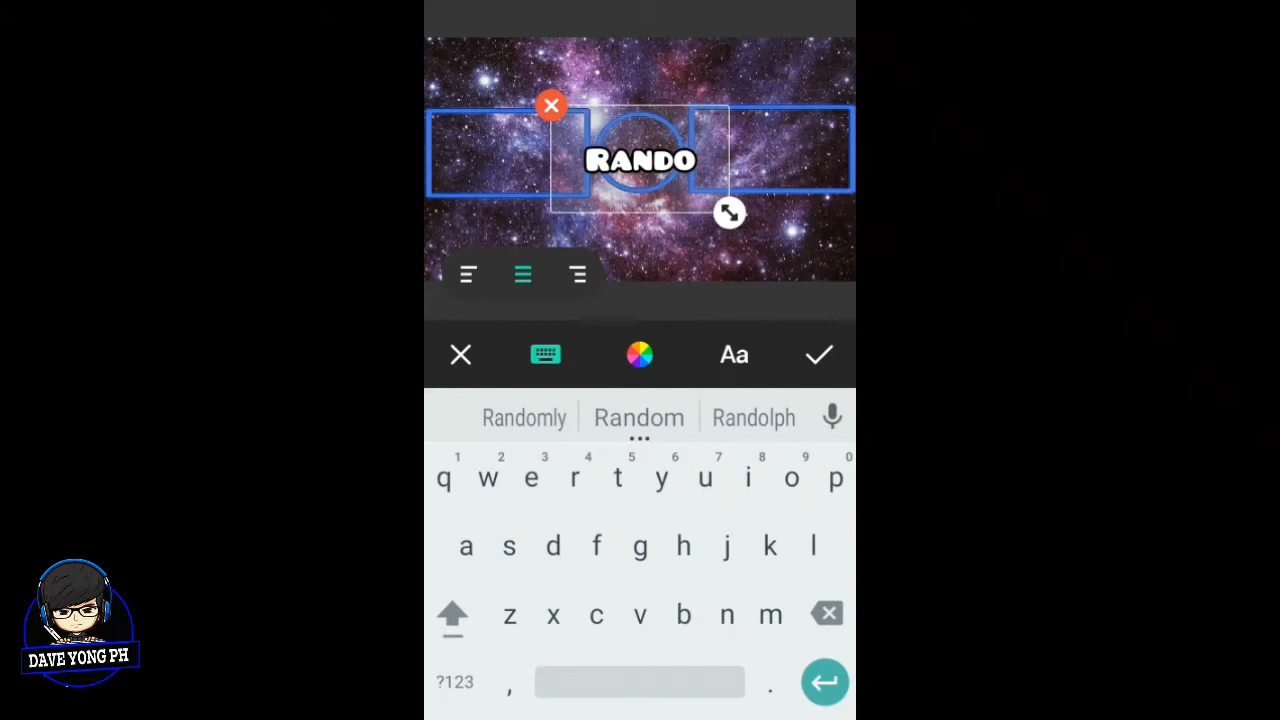 RANDO
Aa
Randomly Random Randolph
1 2 3 4 5 6 7 8 9 0
q w e r t y u i o p
a s d f g h j k l
z x c v b n m
?123 , .
DAVE YONG PH